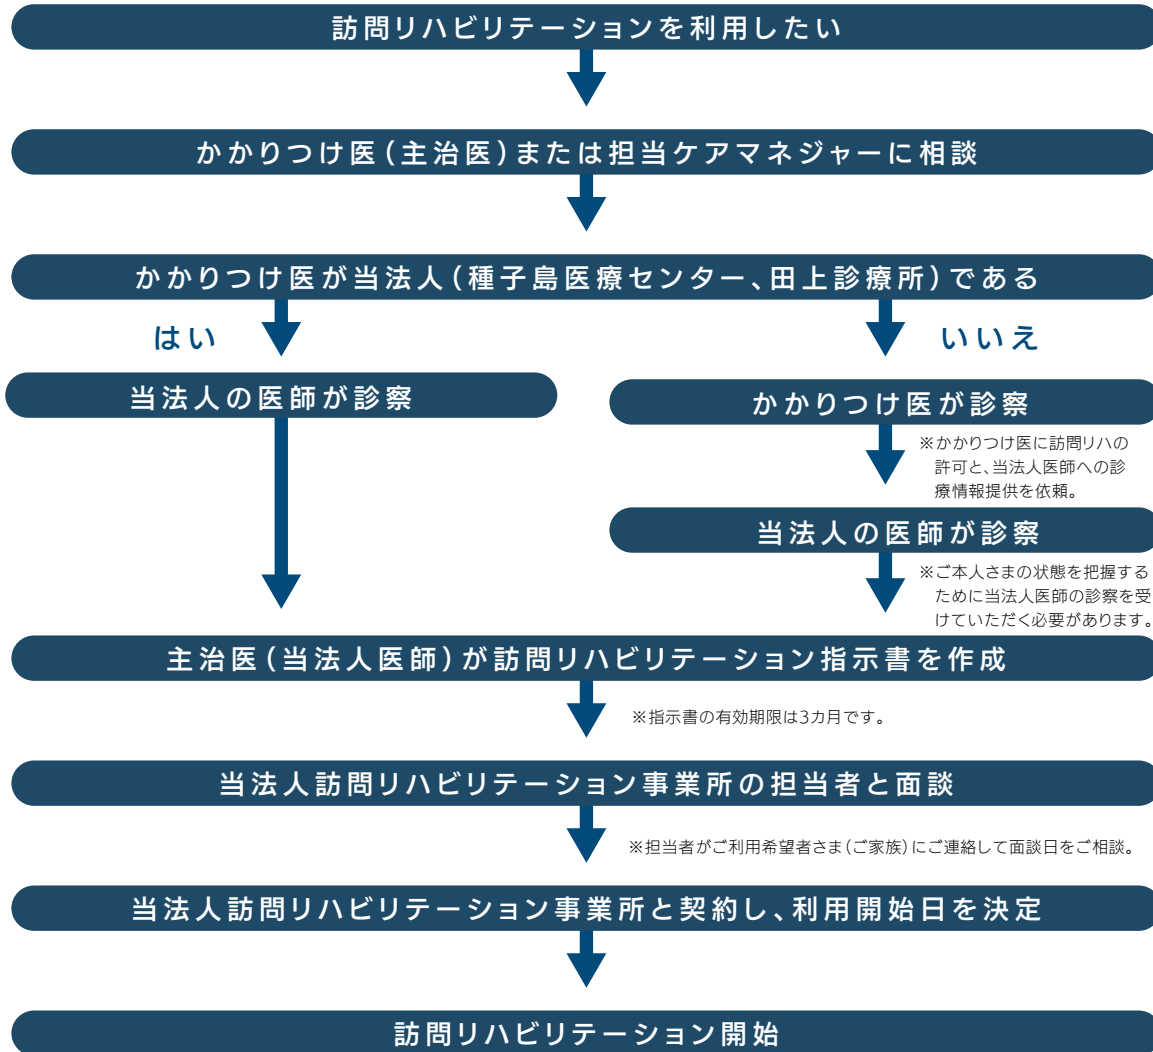 訪問リハビリテーションを利用したい
かかりつけ医（主治医）または担当ケアマネジャーに相談
かかりつけ医が当法人（種子島医療センター、田上診療所）である
はい
いいえ
当法人の医師が診察
かかりつけ医が診察
※かかりつけ医に訪問リハの
許可と、当法人医師への診
療情報提供を依頼。
当法人の医師が診察
※ご本人さまの状態を把握する
ために当法人医師の診察を受
けていただく必要があります。
主治医（当法人医師）が訪問リハビリテーション指示書を作成
※指示書の有効期限は3カ月です。
当法人訪問リハビリテーション事業所の担当者と面談
※担当者がご利用希望者さま（ご家族）にご連絡して面談日をご相談。
当法人訪問リハビリテーション事業所と契約し、利用開始日を決定
訪問リハビリテーション開始